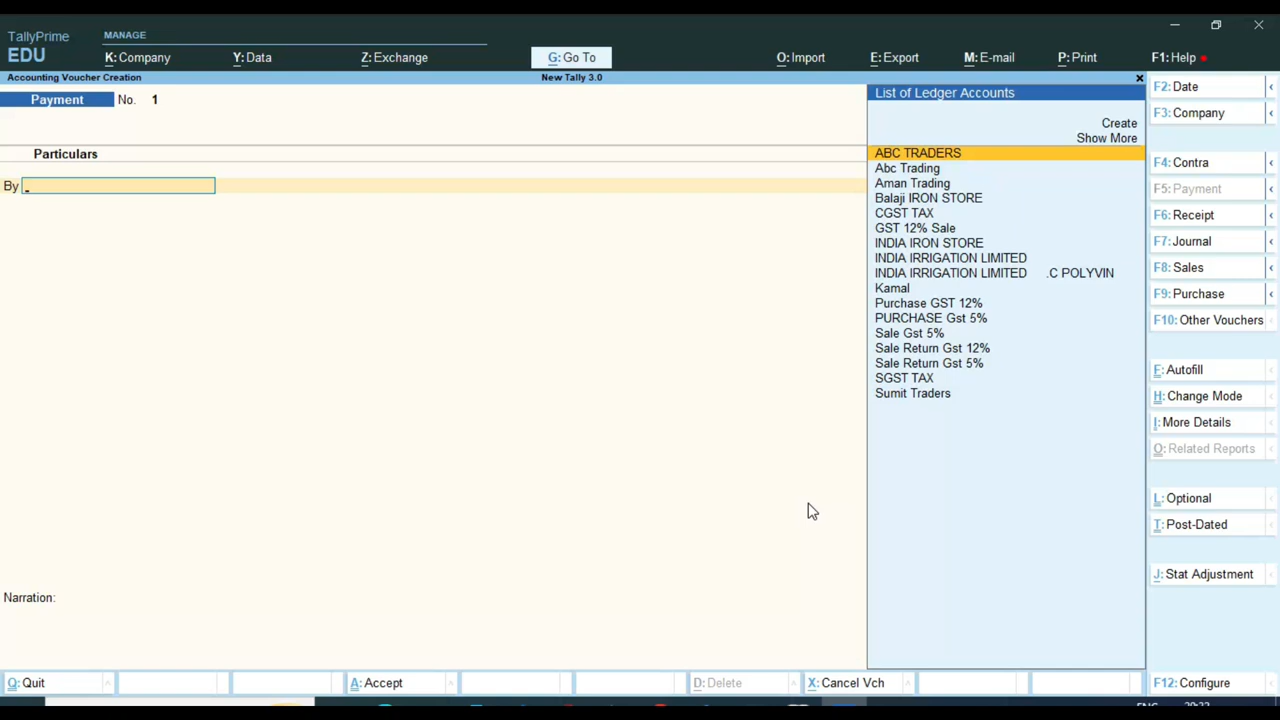 TallyPrime
EDU
MANAGE
K: Company
Y: Data
Z: Exchange
G: Go To
O: Import
E: Export
M: E-mail
P: Print
F1: Help
Accounting Voucher Creation
New Tally 3.0
Payment No. 1
Particulars
By
Narration:
List of Ledger Accounts
Create
Show More
ABC TRADERS
Abc Trading
Aman Trading
Balaji IRON STORE
CGST TAX
GST 12% Sale
INDIA IRON STORE
INDIA IRRIGATION LIMITED
INDIA IRRIGATION LIMITED .C POLYVIN
Kamal
Purchase GST 12%
PURCHASE Gst 5%
Sale Gst 5%
Sale Return Gst 12%
Sale Return Gst 5%
SGST TAX
Sumit Traders
F2: Date
F3: Company
F4: Contra
F5: Payment
F6: Receipt
F7: Journal
F8: Sales
F9: Purchase
F10: Other Vouchers
F: Autofill
H: Change Mode
I: More Details
O: Related Reports
L: Optional
T: Post-Dated
J: Stat Adjustment
Q: Quit
A: Accept
D: Delete
X: Cancel Vch
F12: Configure